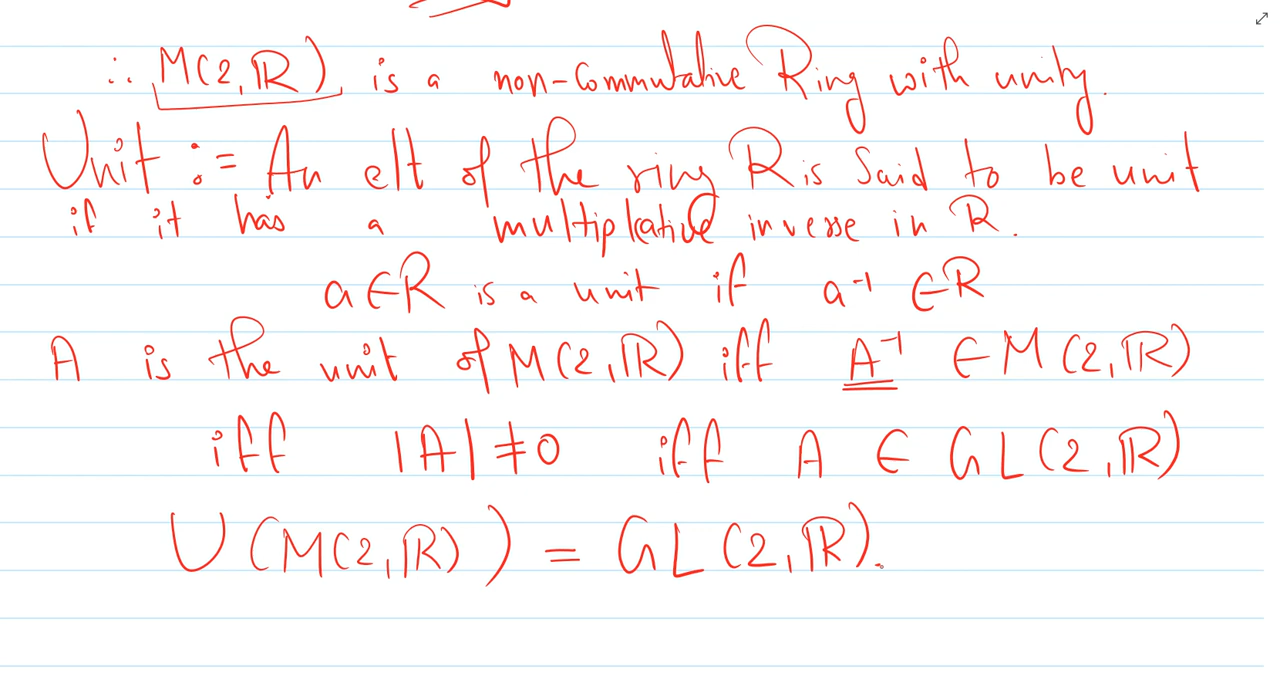 ∴ M(2, ℝ) is a non-Commutative Ring with unity.
Unit := An elt of the ring R is said to be unit
if it has a multiplicative inverse in R.
a ∈ R is a unit if a⁻¹ ∈ R
A is the unit of M(2, ℝ) iff A⁻¹ ∈ M(2, ℝ)
iff |A| ≠ 0 iff A ∈ GL(2, ℝ)
U(M(2, ℝ)) = GL(2, ℝ).